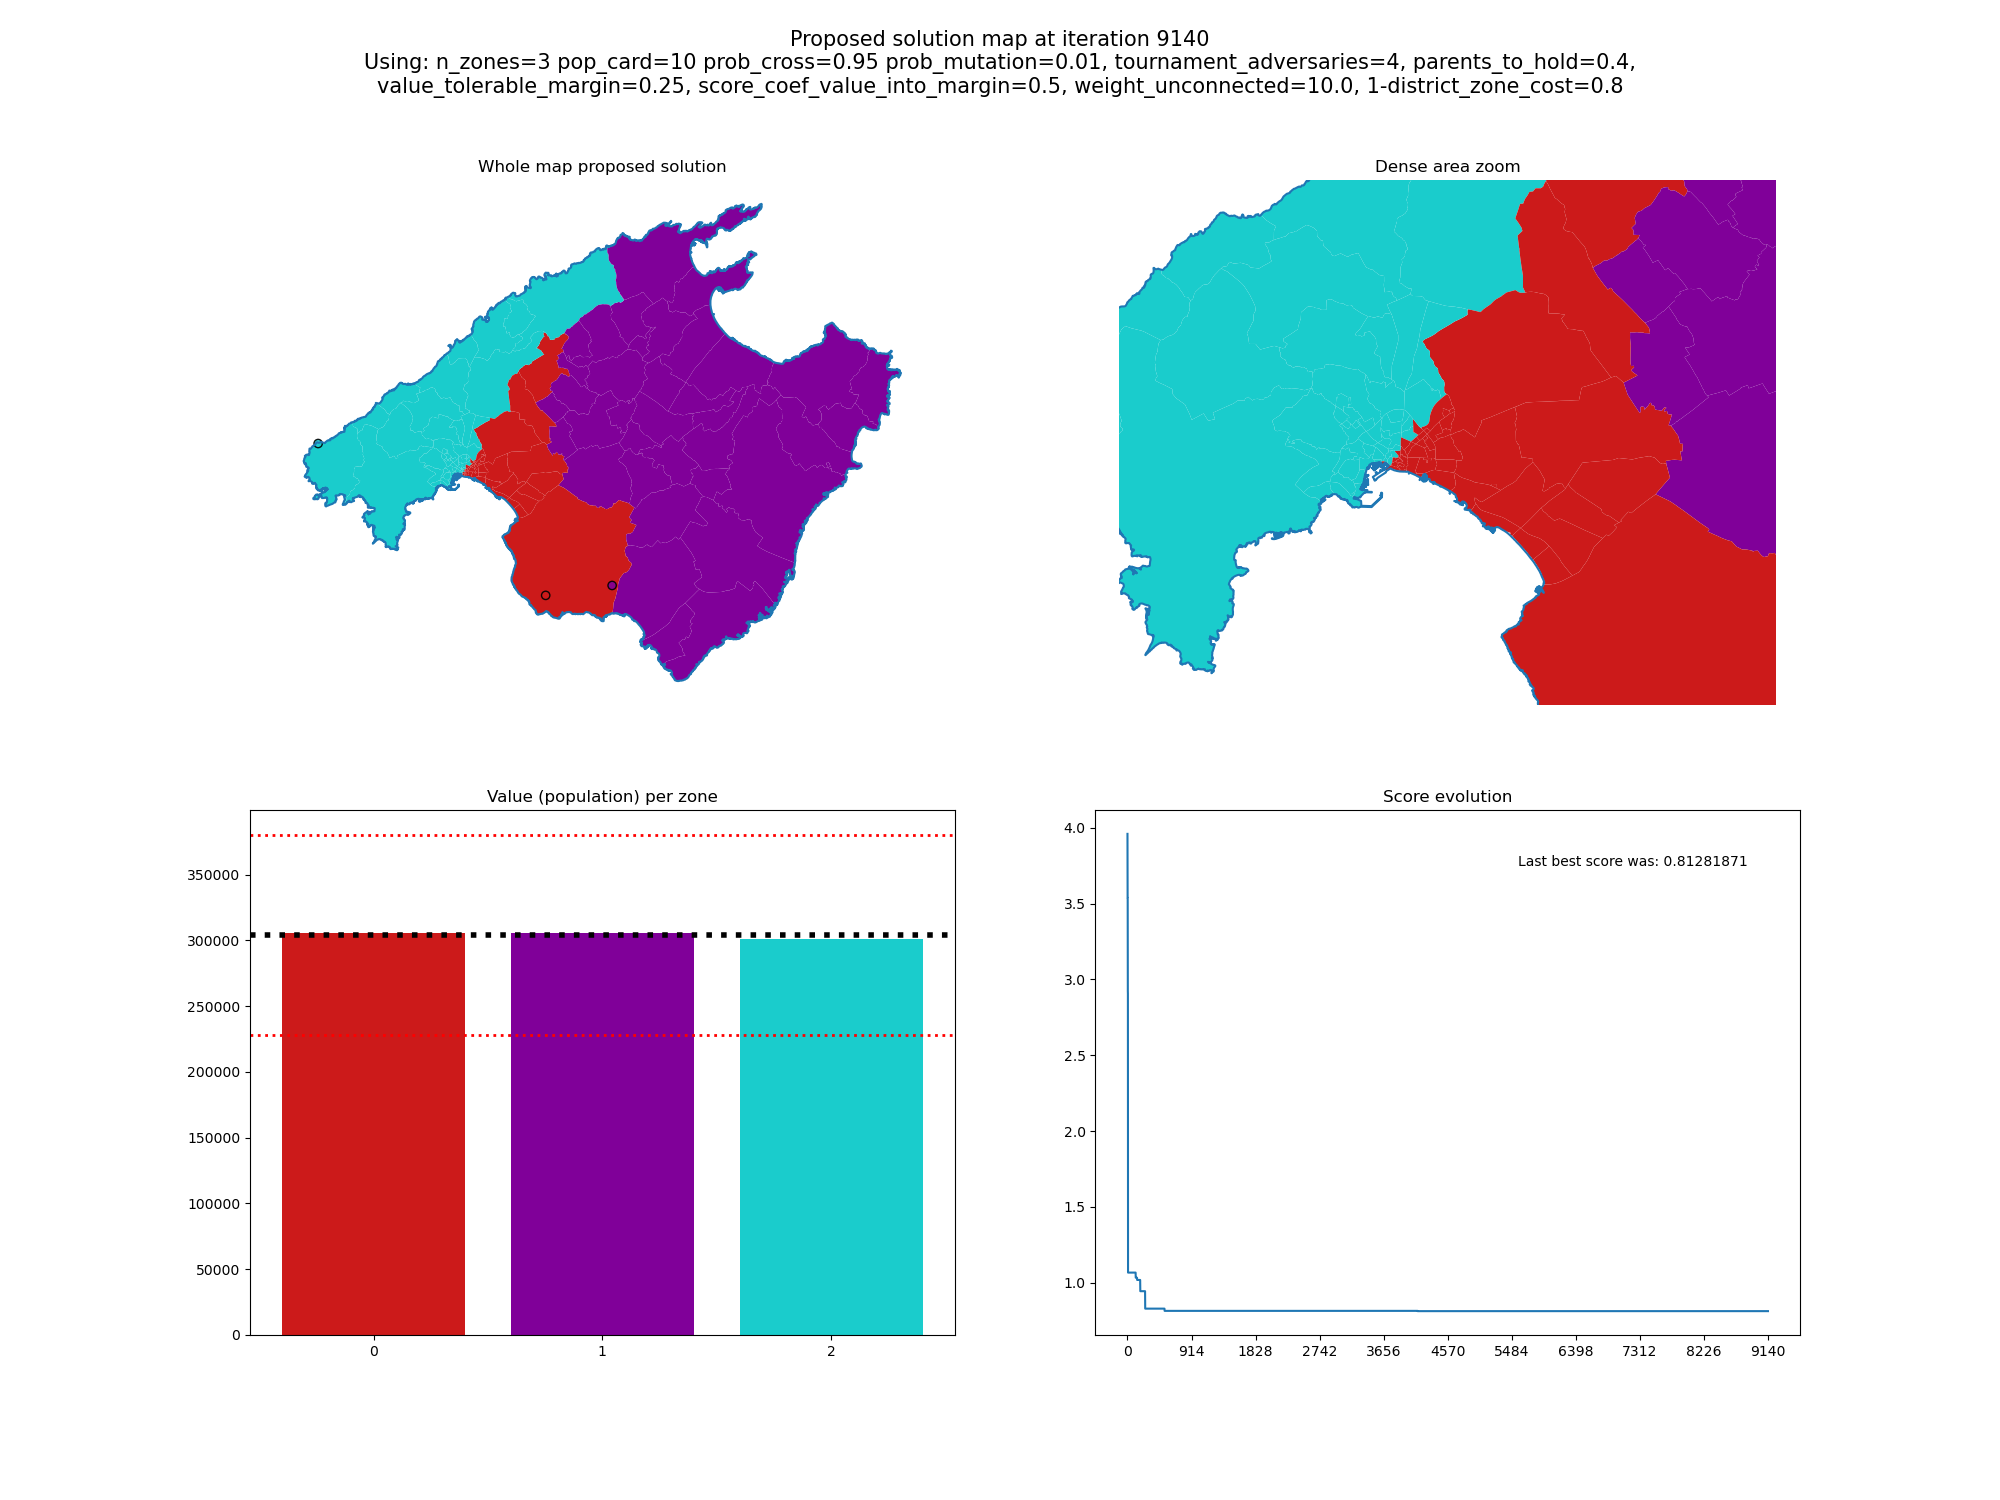 Proposed solution map at iteration 9140
Using: n_zones=3 pop_card=10 prob_cross=0.95 prob_mutation=0.01, tournament_adversaries=4, parents_to_hold=0.4,
value_tolerable_margin=0.25, score_coef_value_into_margin=0.5, weight_unconnected=10.0, 1-district_zone_cost=0.8
Whole map proposed solution
Dense area zoom
Value (population) per zone
350000
300000
250000
200000
150000
100000
50000
0
0 1 2
Score evolution
Last best score was: 0.81281871
4.0
3.5
3.0
2.5
2.0
1.5
1.0
0 914 1828 2742 3656 4570 5484 6398 7312 8226 9140